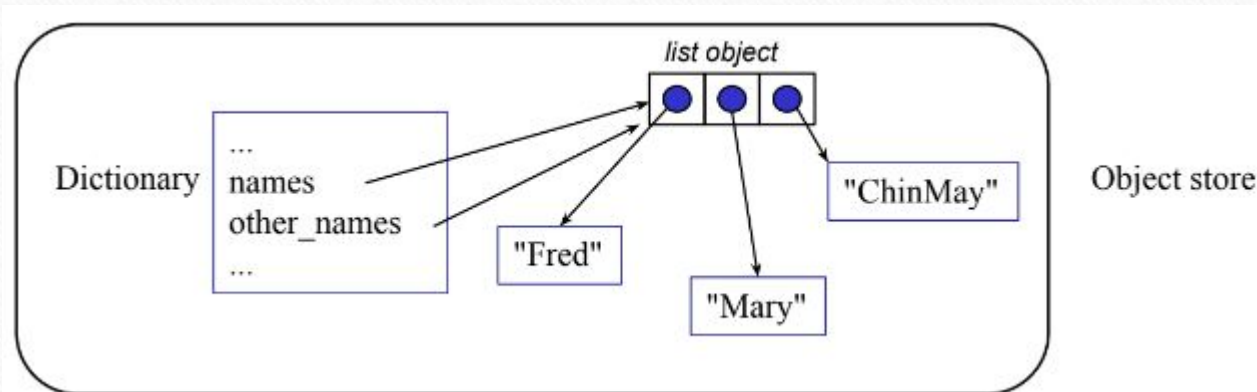 list object
Dictionary
...
names
other_names
...
"Fred"
"Mary"
"ChinMay"
Object store